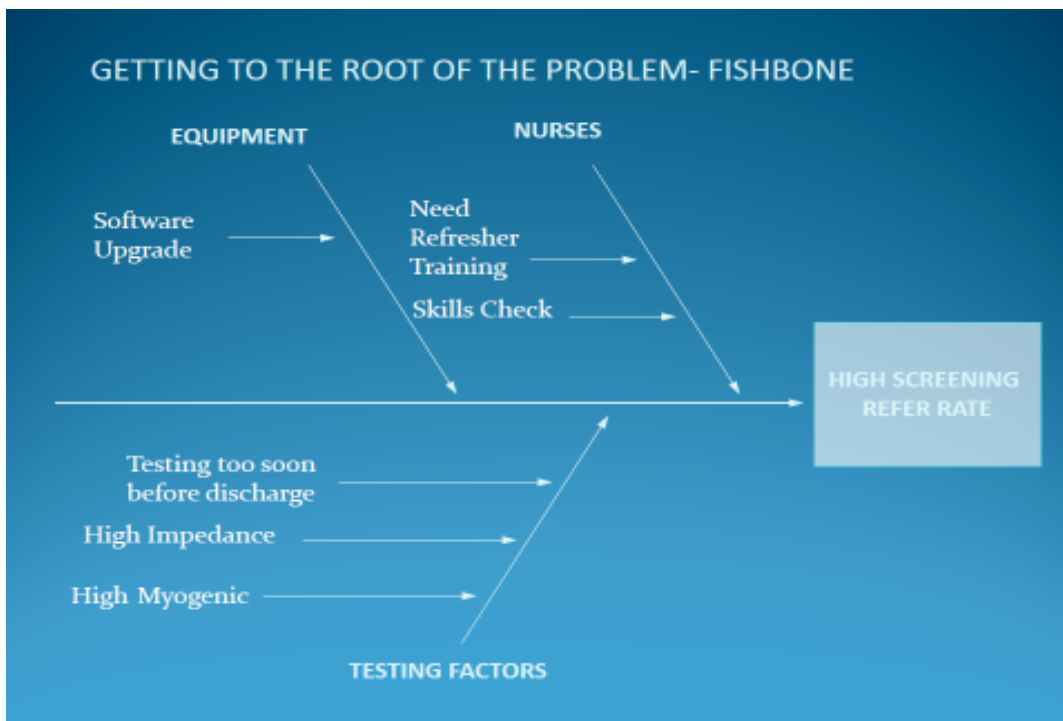 GETTING TO THE ROOT OF THE PROBLEM- FISHBONE
EQUIPMENT
NURSES
Software
Upgrade
Need
Refresher
Training
Skills Check
HIGH SCREENING
REFER RATE
Testing too soon
before discharge
High Impedance
High Myogenic
TESTING FACTORS